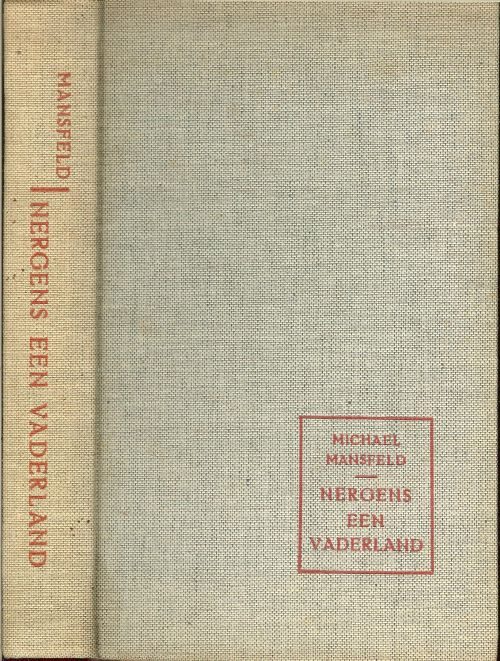 MANSFELD
NERGENS EEN VADERLAND
MICHAEL
MANSFELD
NERGENS
EEN
VADERLAND